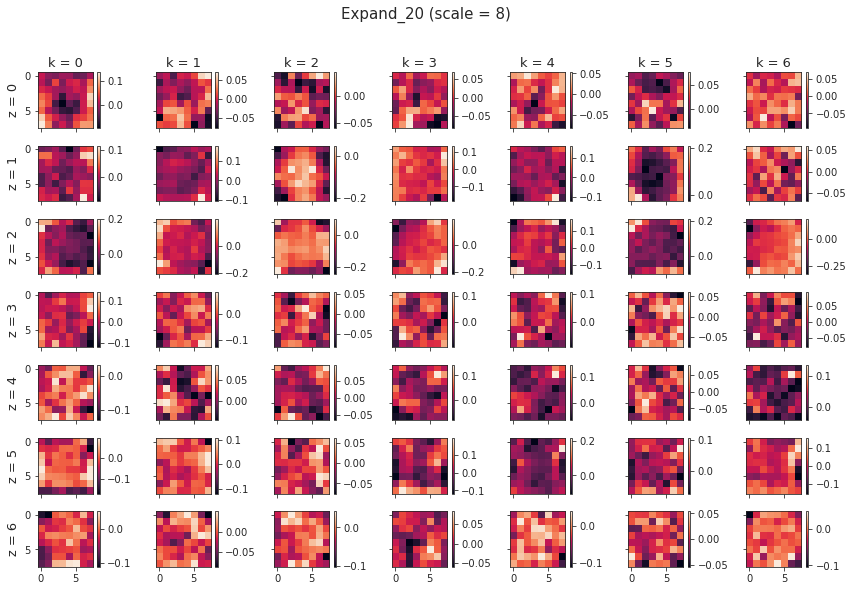 Expand_20 (scale = 8)
k = 0 k = 1 k = 2 k = 3 k = 4 k = 5 k = 6
z = 0 0 5 0.1 0.0 0.05 0.00 −0.05 0.00 −0.05 0.05 0.00 −0.05 0.05 0.00 −0.05 0.05 0.00 0.05 0.00
z = 1 0 5 0.1 0.0 0.1 0.0 −0.1 0.0 −0.2 0.1 0.0 −0.1 0.1 0.0 −0.1 0.2 0.0 0.05 0.00 −0.05
z = 2 0 5 0.2 0.0 0.0 −0.2 0.0 −0.2 0.0 −0.2 0.1 0.0 −0.1 0.2 0.0 0.00 −0.25
z = 3 0 5 0.1 0.0 −0.1 0.1 0.0 −0.1 0.05 0.00 −0.05 0.1 0.0 0.1 0.0 0.05 0.00 −0.05 0.05 0.00 −0.05
z = 4 0 5 0.0 −0.1 0.05 0.00 0.05 0.00 −0.05 0.1 0.0 0.1 0.0 0.05 0.00 −0.05 0.1 0.0
z = 5 0 5 0.1 0.0 −0.1 0.1 0.0 −0.1 0.05 0.00 −0.05 0.1 0.0 −0.1 0.2 0.0 0.1 0.0 0.1 0.0 −0.1
z = 6 0 5 0.0 −0.1 0.05 0.00 −0.05 0.0 −0.1 0.05 0.00 −0.05 0.0 −0.1 0.05 0.00 −0.05 0.0 −0.1
0 5 0 5 0 5 0 5 0 5 0 5 0 5